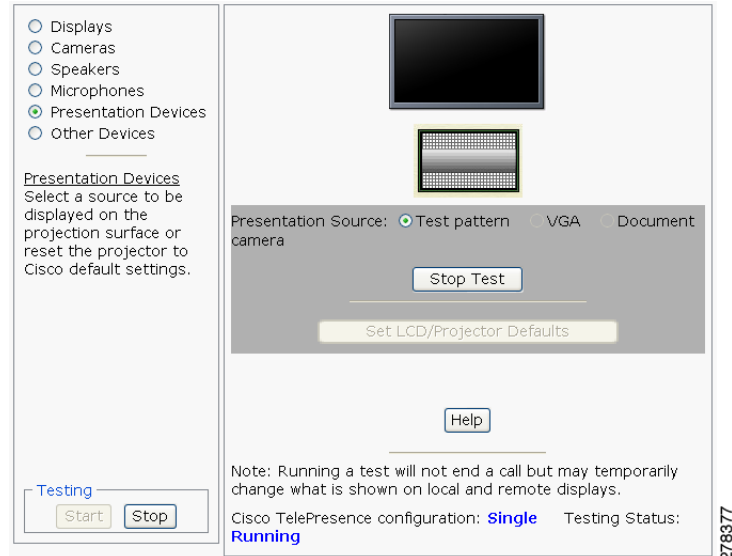 Displays
Cameras
Speakers
Microphones
Presentation Devices
Other Devices
Presentation Devices
Select a source to be
displayed on the
projection surface or
reset the projector to
Cisco default settings.
Testing
Start Stop
Presentation Source: Test pattern VGA Document
camera
Stop Test
Set LCD/Projector Defaults
Help
Note: Running a test will not end a call but may temporarily
change what is shown on local and remote displays.
Cisco TelePresence configuration: Single Testing Status:
Running
278377